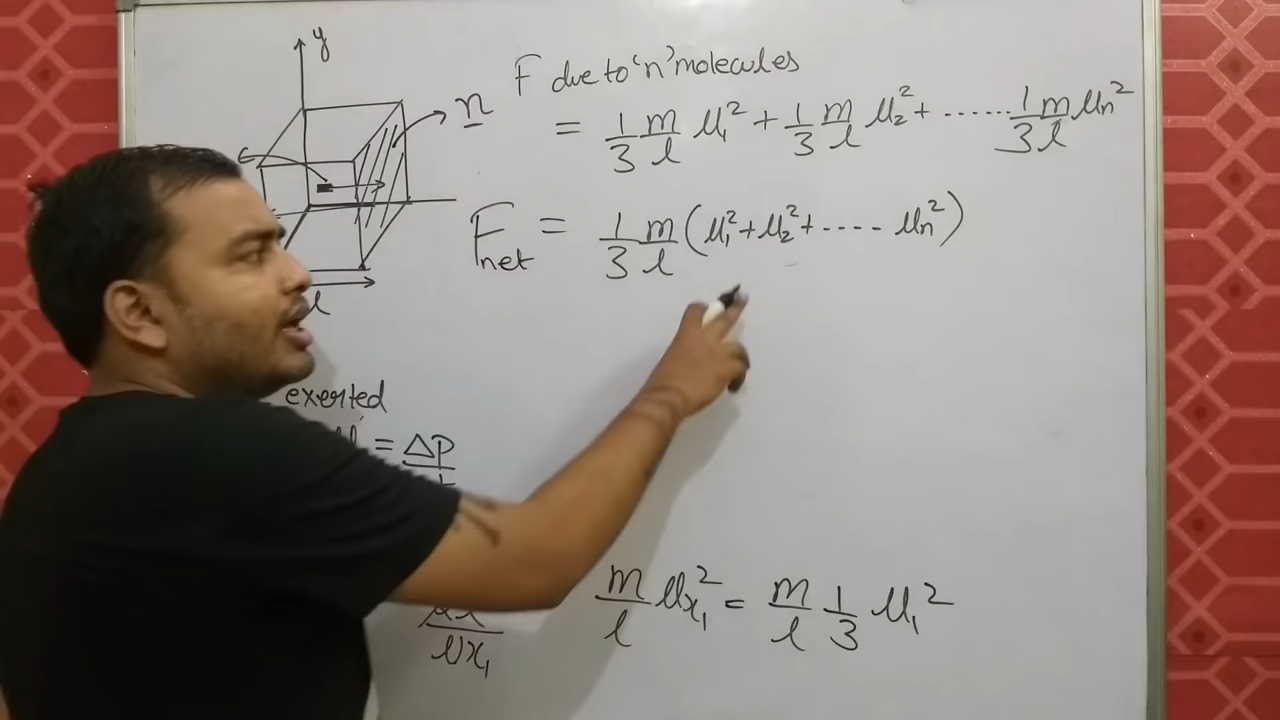 y
n
l
F due to 'n' molecules
= 1/3 m/l u₁² + 1/3 m/l u₂² + ...... 1/3 m/l uₙ²
F_net = 1/3 m/l (u₁² + u₂² + .... uₙ²)
exerted
= Δp
ux₁
m/l ux₁² = m/l 1/3 u₁²